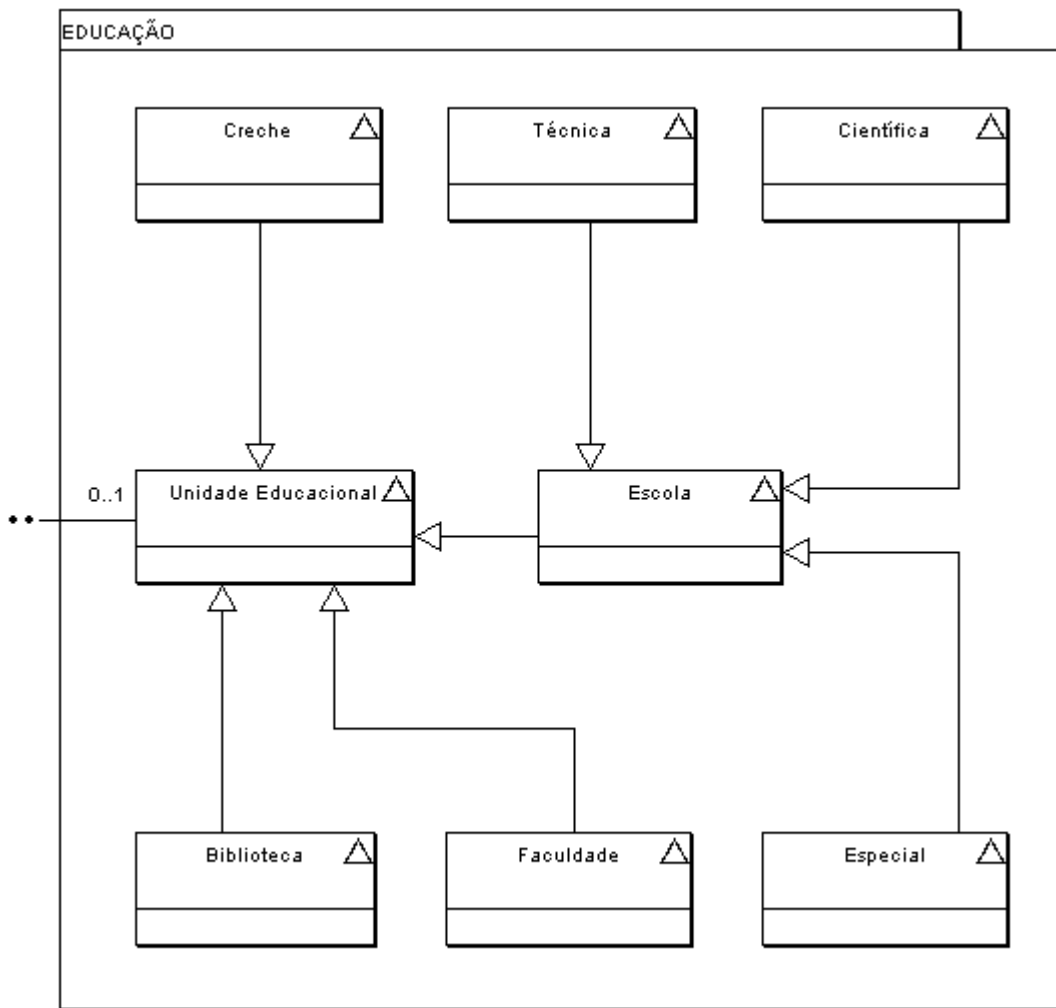 EDUCAÇÃO
Creche
Técnica
Científica
0..1
Unidade Educacional
Escola
Biblioteca
Faculdade
Especial